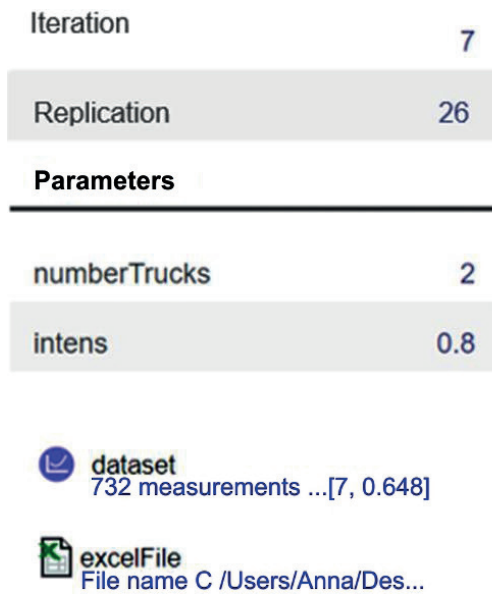 Iteration 7
Replication 26
Parameters
numberTrucks 2
intens 0.8
dataset
732 measurements ...[7, 0.648]
excelFile
File name C /Users/Anna/Des...